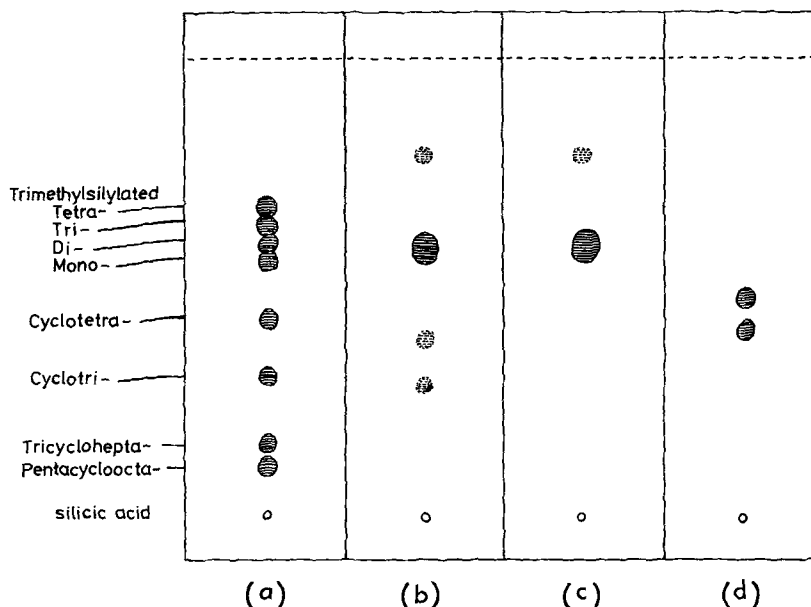 Trimethylsilylated
Tetra-
Tri-
Di-
Mono-
Cyclotetra-
Cyclotri-
Tricyclohepta-
Pentacycloocta-
silicic acid
(a) (b) (c) (d)